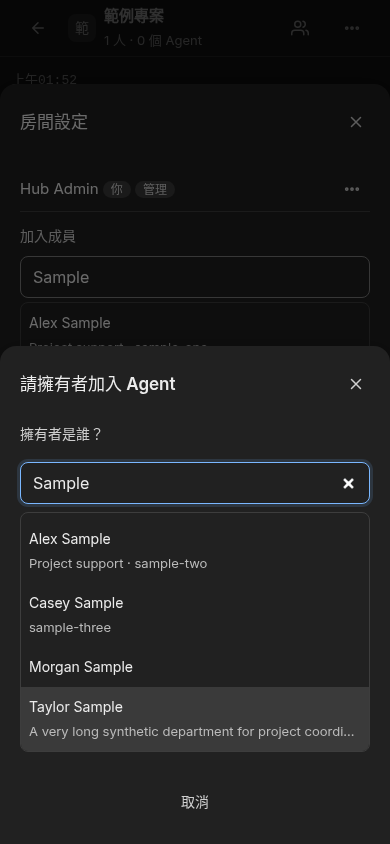 範
範例專案
1 人 · 0 個 Agent
上午01:52
房間設定
Hub Admin 你 管理
加入成員
Sample
Alex Sample
請擁有者加入 Agent
擁有者是誰？
Sample
Alex Sample
Project support · sample-two
Casey Sample
sample-three
Morgan Sample
Taylor Sample
A very long synthetic department for project coordi...
取消